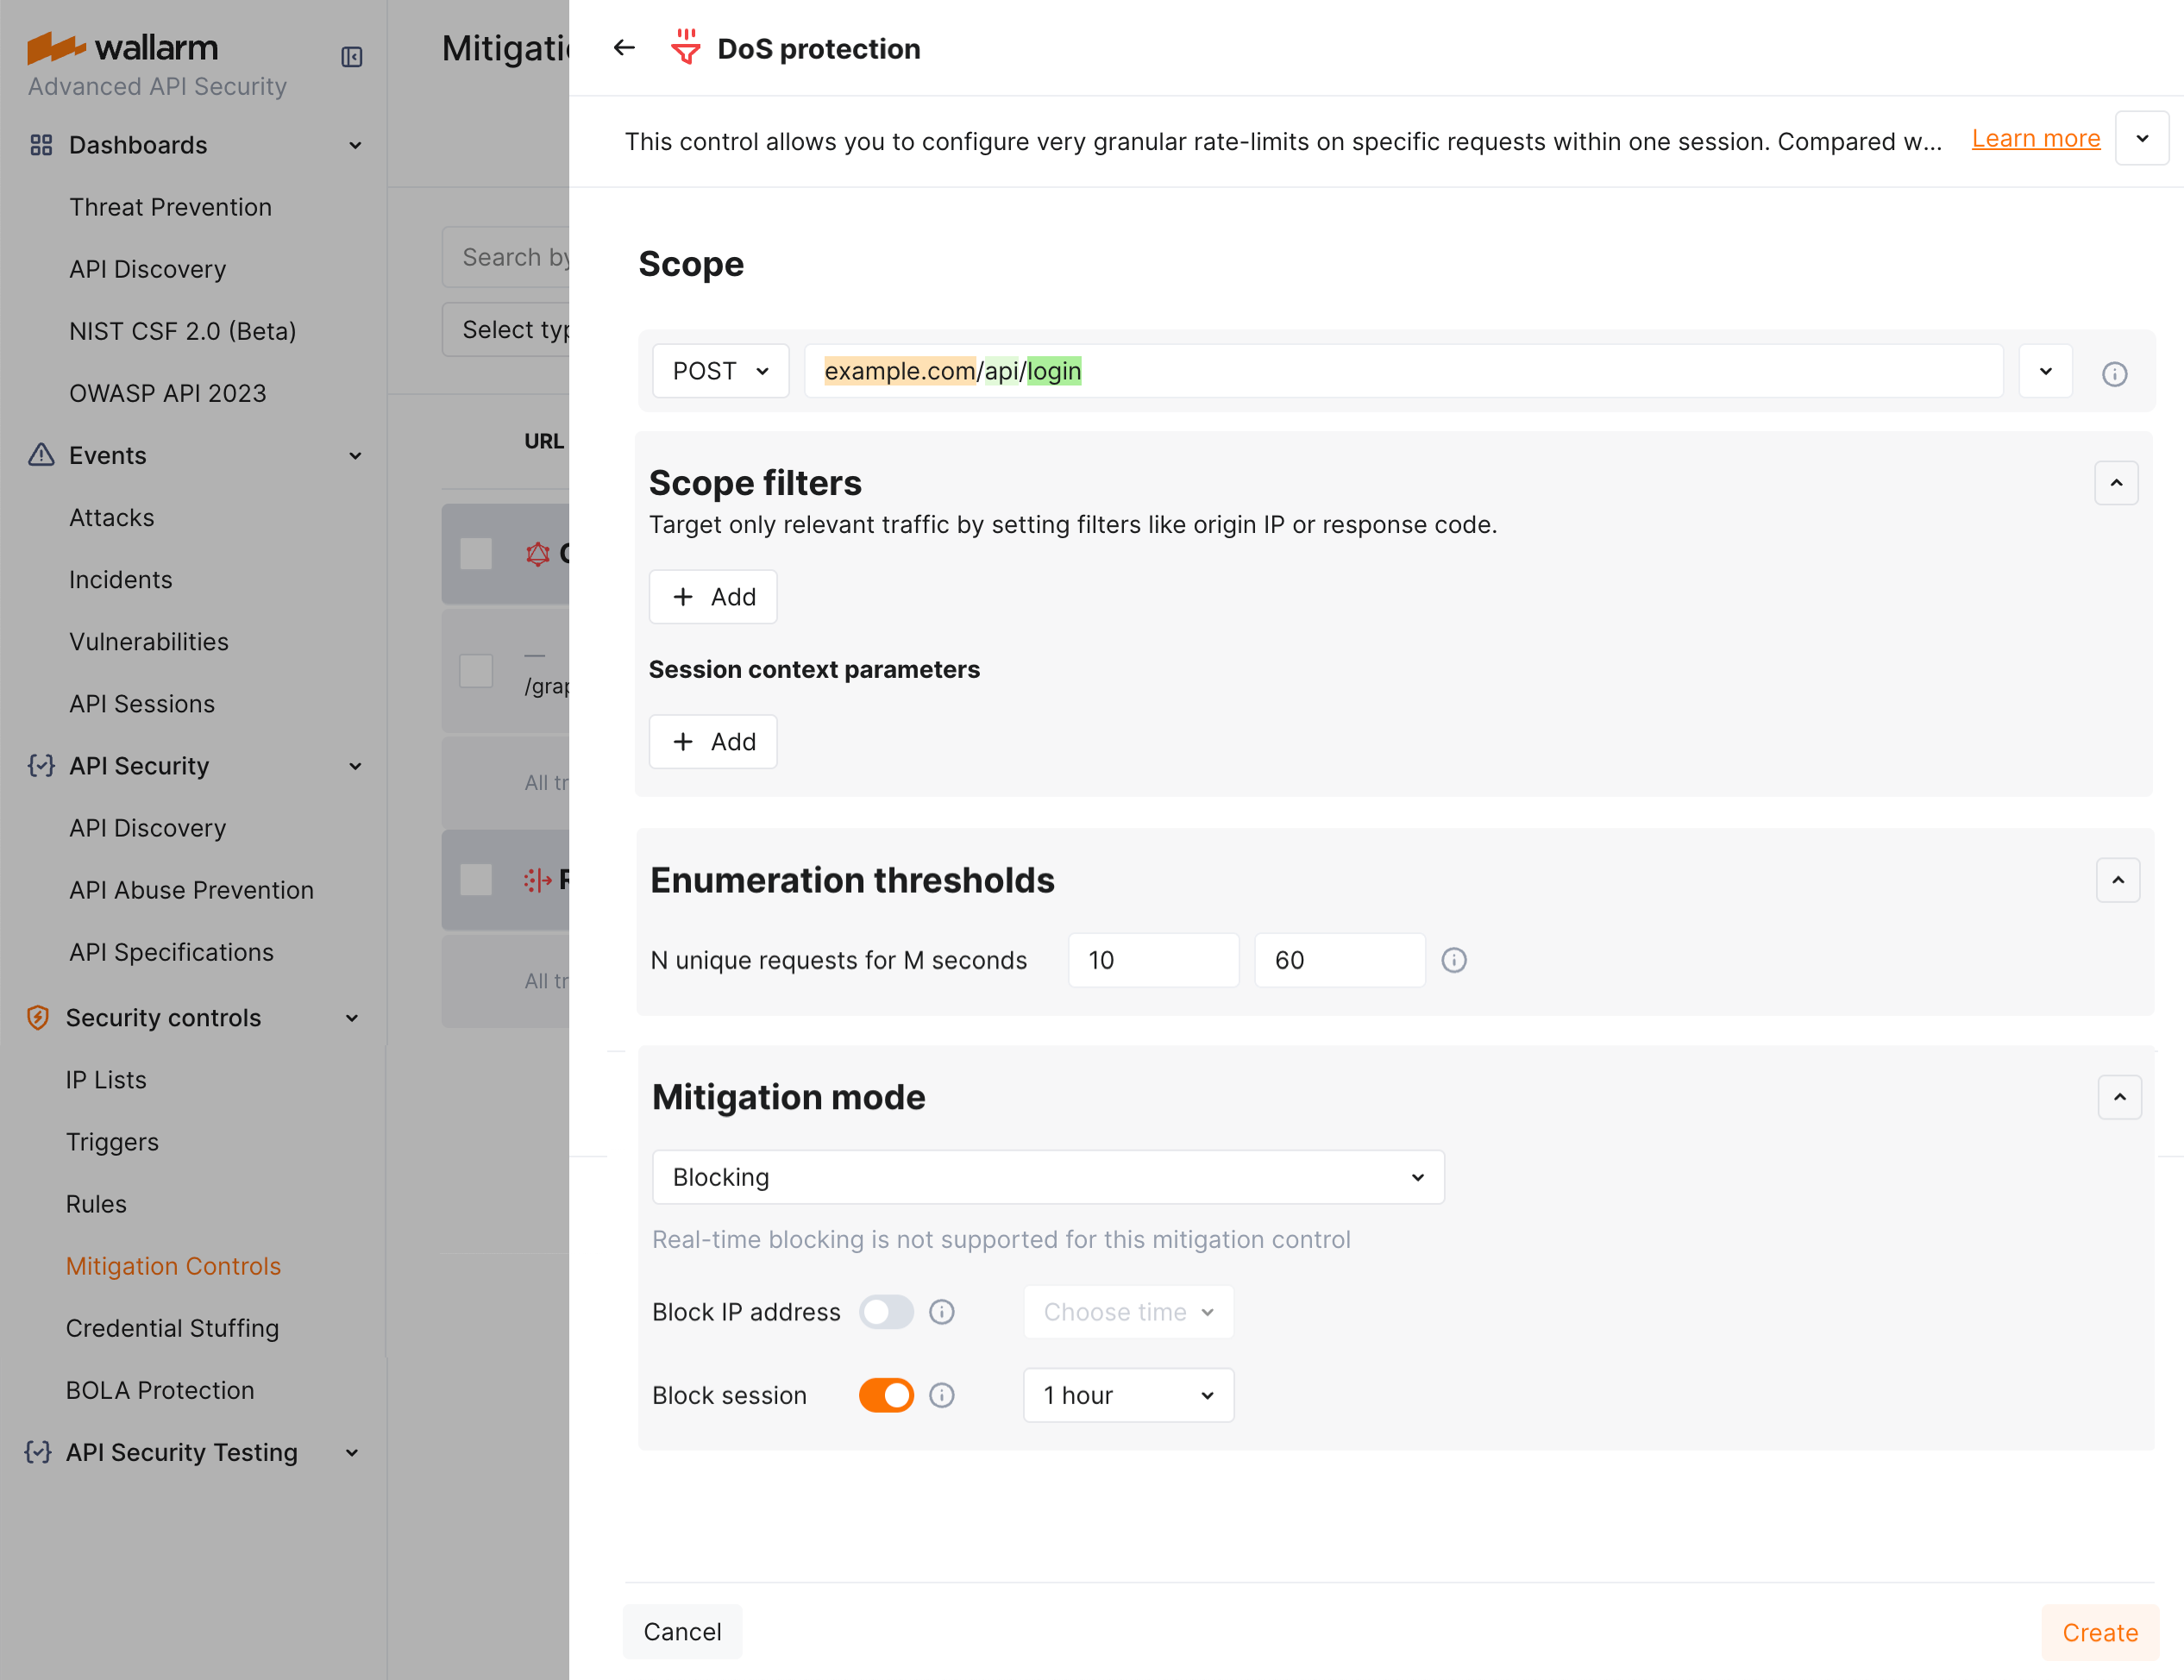 wallarm
Advanced API Security
Dashboards
Threat Prevention
API Discovery
NIST CSF 2.0 (Beta)
OWASP API 2023
Events
Attacks
Incidents
Vulnerabilities
API Sessions
API Security
API Discovery
API Abuse Prevention
API Specifications
Security controls
IP Lists
Triggers
Rules
Mitigation Controls
Credential Stuffing
BOLA Protection
API Security Testing
Search by
URL
All
All
DoS protection
This control allows you to configure very granular rate-limits on specific requests within one session. Compared w... Learn more
Scope
POST example.com/api/login
Scope filters
Target only relevant traffic by setting filters like origin IP or response code.
+ Add
Session context parameters
+ Add
Enumeration thresholds
N unique requests for M seconds 10 60
Mitigation mode
Blocking
Real-time blocking is not supported for this mitigation control
Block IP address Choose time
Block session 1 hour
Cancel Create